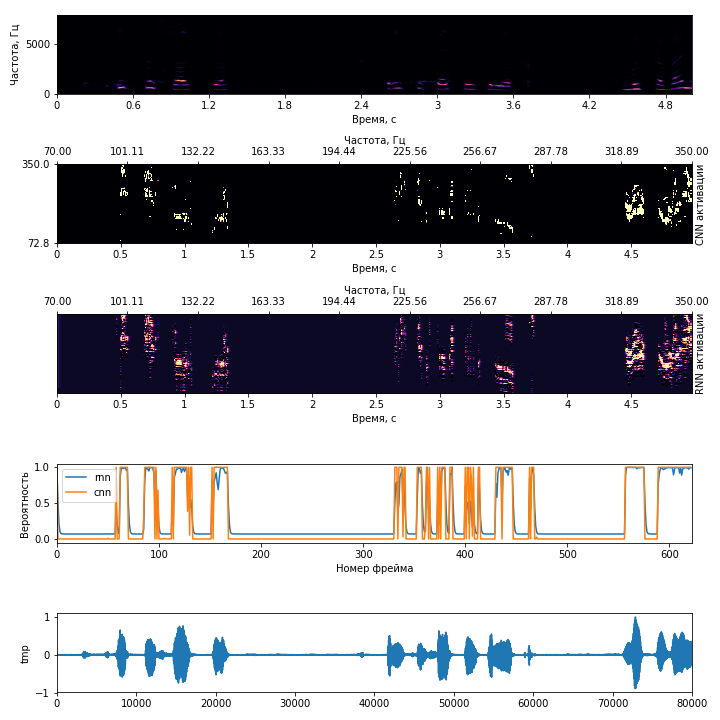 Частота, Гц
5000
0
0 0.6 1.2 1.8 2.4 3 3.6 4.2 4.8
Время, с
Частота, Гц
70.00 101.11 132.22 163.33 194.44 225.56 256.67 287.78 318.89 350.00
350.0
72.8
CNN активации
0 0.5 1 1.5 2 2.5 3 3.5 4 4.5
Время, с
Частота, Гц
70.00 101.11 132.22 163.33 194.44 225.56 256.67 287.78 318.89 350.00
RNN активации
0 0.5 1 1.5 2 2.5 3 3.5 4 4.5
Время, с
Вероятность
1.0
0.5
0.0
rnn
cnn
0 100 200 300 400 500 600
Номер фрейма
tmp
1
0
−1
0 10000 20000 30000 40000 50000 60000 70000 80000